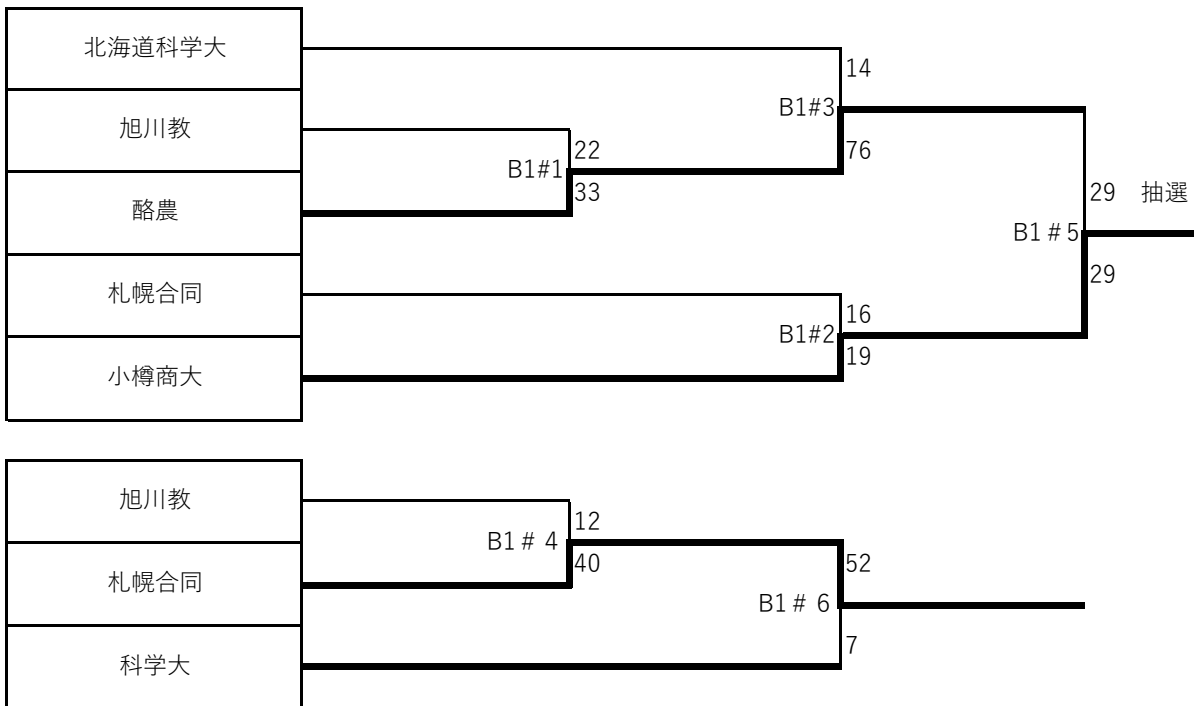 北海道科学大
14
B1#3
旭川教
22
76
B1#1
33
29 抽選
酪農
B1＃5
29
札幌合同
16
B1#2
19
小樽商大
旭川教
12
B1＃ 4
40
札幌合同
52
B1＃ 6
7
科学大